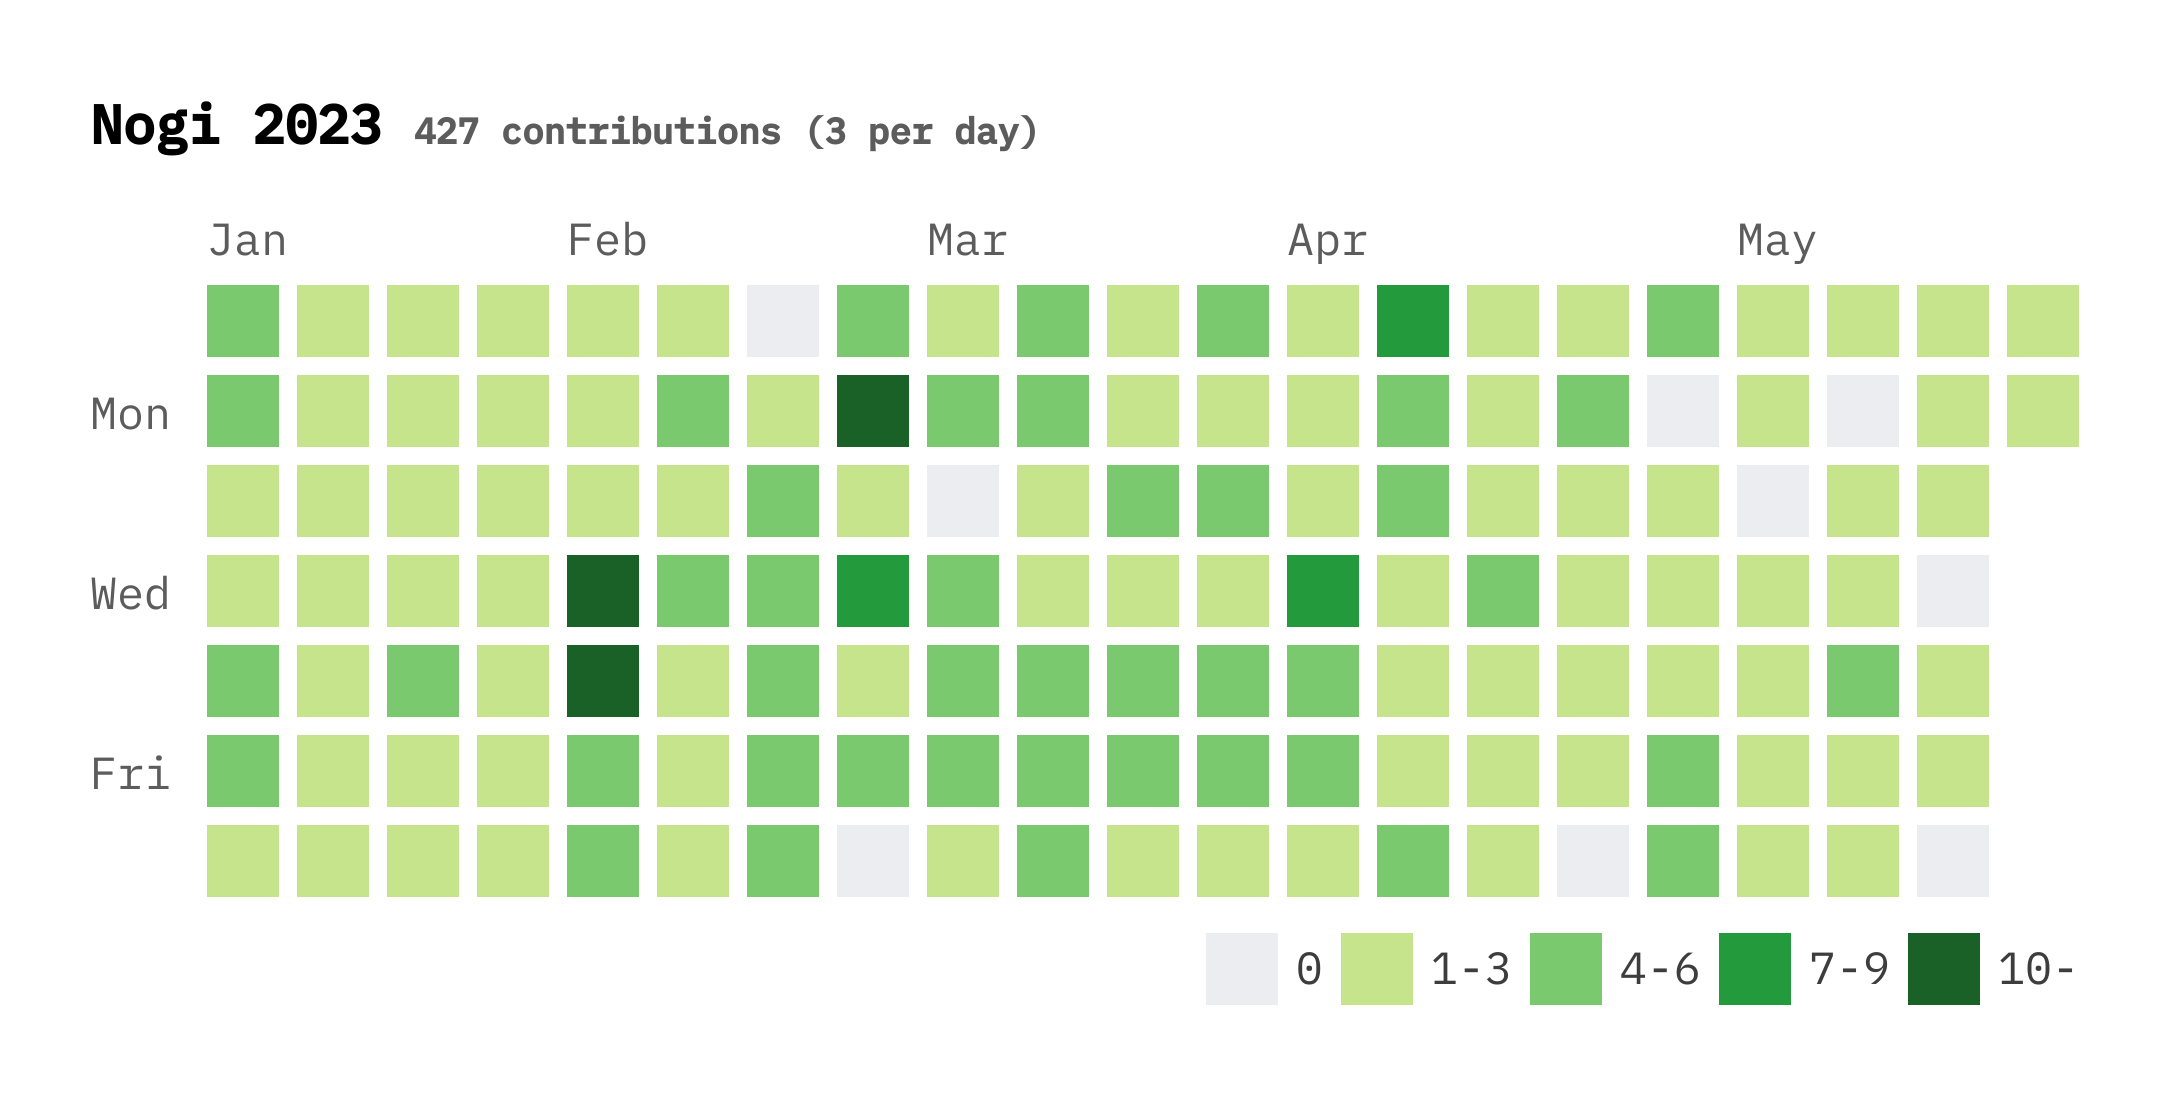 Nogi 2023 427 contributions (3 per day)
Jan Feb Mar Apr May
Mon
Wed
Fri
0 1-3 4-6 7-9 10-